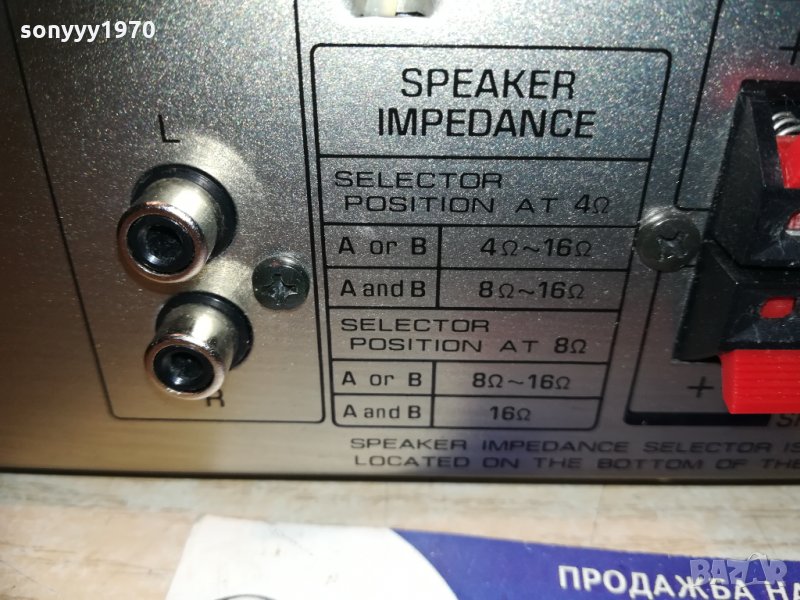 sonyyy1970
L
R
SPEAKER
IMPEDANCE
SELECTOR
POSITION AT 4Ω
A or B 4Ω~16Ω
A and B 8Ω~16Ω
SELECTOR
POSITION AT 8Ω
A or B 8Ω~16Ω
A and B 16Ω
SPEAKER IMPEDANCE SELECTOR IS
LOCATED ON THE BOTTOM OF THE
+
+
ПРОДАЖБА НА
BAZAR